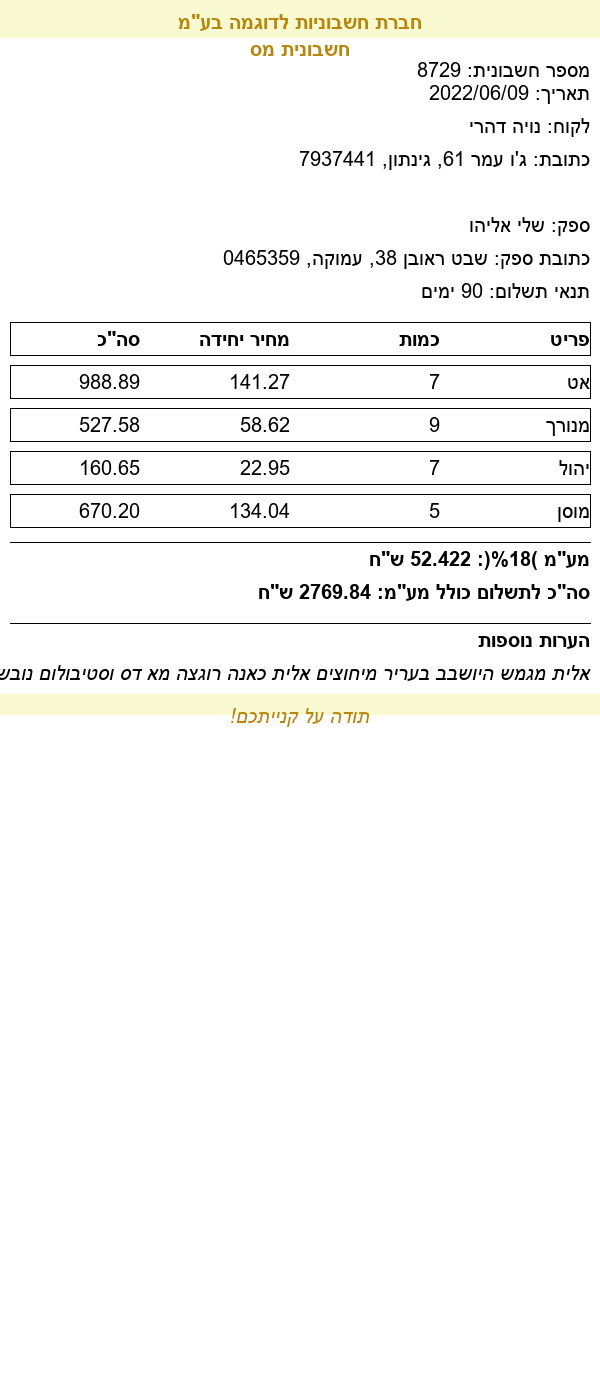 חברת חשבוניות לדוגמה בע"מ
חשבונית מס
מספר חשבונית: 8729
תאריך: 2022/06/09
לקוח: נויה דהרי
כתובת: ג'ו עמר 61, גינתון, 7937441
ספק: שלי אליהו
כתובת ספק: שבט ראובן 38, עמוקה, 0465359
תנאי תשלום: 90 ימים
פריט כמות מחיר יחידה סה"כ
אט 7 141.27 988.89
מנורך 9 58.62 527.58
יהול 7 22.95 160.65
מוסן 5 134.04 670.20
מע"מ )18%(: 52.422 ש"ח
סה"כ לתשלום כולל מע"מ: 2769.84 ש"ח
הערות נוספות
אלית מגמש היושבב בעריר מיחוצים אלית כאנה רוגצה מא דס וסטיבולום נובש
תודה על קנייתכם!